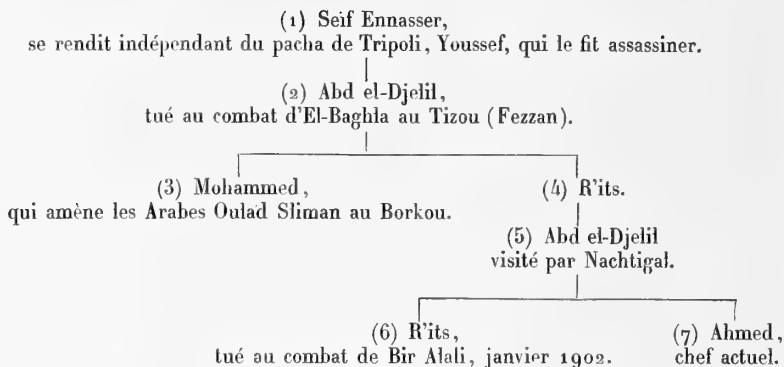 (1) Seïf Ennasser,
se rendit indépendant du pacha de Tripoli, Youssef, qui le fit assassiner.
(2) Abd el-Djelil,
tué au combat d'El-Baghla au Tizou (Fezzan).
(3) Mohammed,
qui amène les Arabes Oulad Sliman au Borkou.
(4) R'its.
(5) Abd el-Djelil
visité par Nachtigal.
(6) R'its,
tué au combat de Bir Alali, janvier 1902.
(7) Ahmed,
chef actuel.